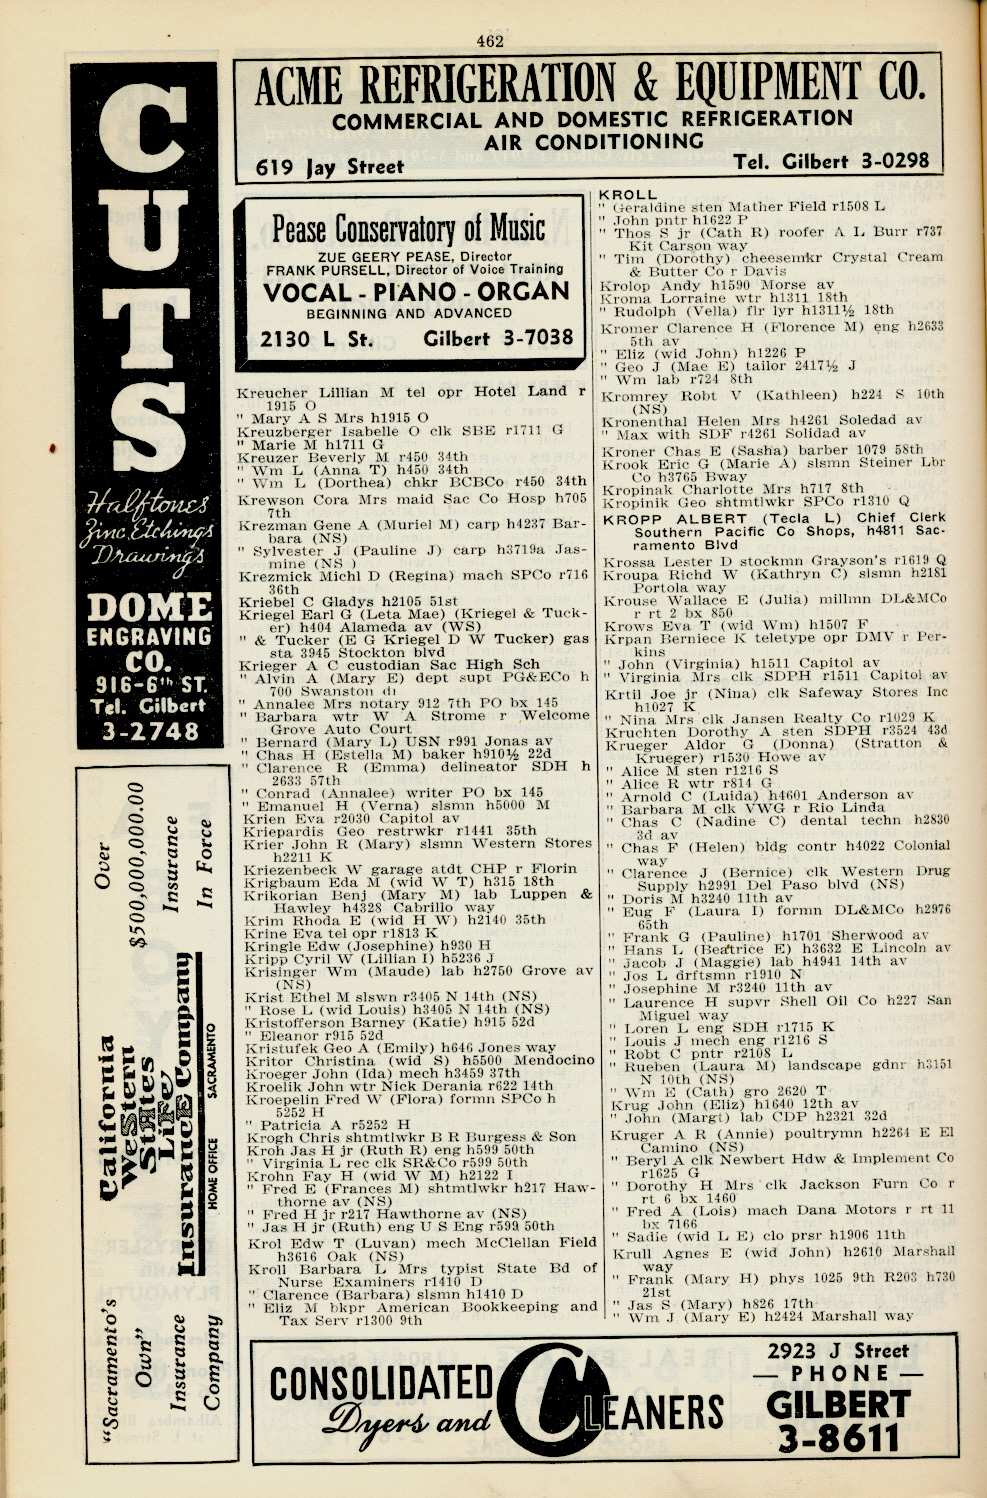 462
ACME REFRIGERATION & EQUIPMENT CO.
COMMERCIAL AND DOMESTIC REFRIGERATION
AIR CONDITIONING
619 Jay Street
Tel. Gilbert 3-0298
CUTS
Halftones
Zinc Etchings
Drawings
DOME
ENGRAVING
CO.
916-6th ST.
Tel. Gilbert
3-2748
"Sacramento's
Own"
Insurance
Company
California
WeStern
StAtes
LiFe
InsurancE Company
HOME OFFICE SACRAMENTO
Over
$500,000,000.00
Insurance
In Force
Pease Conservatory of Music
ZUE GEERY PEASE, Director
FRANK PURSELL, Director of Voice Training
VOCAL - PIANO - ORGAN
BEGINNING AND ADVANCED
2130 L St. Gilbert 3-7038
Kreucher Lillian M tel opr Hotel Land r
1915 O
" Mary A S Mrs h1915 O
Kreuzberger Isabelle O clk SBE r1711 G
" Marie M h1711 G
Kreuzer Beverly M r450 34th
" Wm L (Anna T) h450 34th
" Wm L (Dorthea) chkr BCBCo r450 34th
Krewson Cora Mrs maid Sac Co Hosp h705
7th
Krezman Gene A (Muriel M) carp h4237 Bar-
bara (NS)
" Sylvester J (Pauline J) carp h3719a Jas-
mine (NS )
Krezmick Michl D (Regina) mach SPCo r716
36th
Kriebel C Gladys h2105 51st
Kriegel Earl G (Leta Mae) (Kriegel & Tuck-
er) h404 Alameda av (WS)
" & Tucker (E G Kriegel D W Tucker) gas
sta 3945 Stockton blvd
Krieger A C custodian Sac High Sch
" Alvin A (Mary E) dept supt PG&ECo h
700 Swanston di
" Annalee Mrs notary 912 7th PO bx 145
" Barbara wtr W A Strome r Welcome
Grove Auto Court
" Bernard (Mary L) USN r991 Jonas av
" Chas H (Estella M) baker h910½ 22d
" Clarence R (Emma) delineator SDH h
2633 57th
" Conrad (Annalee) writer PO bx 145
" Emanuel H (Verna) slsmn h5000 M
Krien Eva r2030 Capitol av
Kriepardis Geo restrwkr r1441 35th
Krier John R (Mary) slsmn Western Stores
h2211 K
Kriezenbeck W garage atdt CHP r Florin
Krigbaum Eda M (wid W T) h315 18th
Krikorian Benj (Mary M) lab Luppen &
Hawley h4328 Cabrillo way
Krim Rhoda E (wid H W) h2140 35th
Krine Eva tel opr r1813 K
Kringle Edw (Josephine) h930 H
Kripp Cyril W (Lillian I) h5236 J
Krisinger Wm (Maude) lab h2750 Grove av
(NS)
Krist Ethel M slswn r3405 N 14th (NS)
" Rose L (wid Louis) h3405 N 14th (NS)
Kristofferson Barney (Katie) h915 52d
" Eleanor r915 52d
Kristufek Geo A (Emily) h646 Jones way
Kritor Christina (wid S) h5500 Mendocino
Kroeger John (Ida) mech h3459 37th
Kroelik John wtr Nick Derania r622 14th
Kroepelin Fred W (Flora) formn SPCo h
5252 H
" Patricia A r5252 H
Krogh Chris shtmtlwkr B R Burgess & Son
Kroh Jas H jr (Ruth R) eng h599 50th
" Virginia L rec clk SR&Co r599 50th
Krohn Fay H (wid W M) h2122 I
" Fred E (Frances M) shtmtlwkr h217 Haw-
thorne av (NS)
" Fred H jr r217 Hawthorne av (NS)
" Jas H jr (Ruth) eng U S Eng r599 50th
Krol Edw T (Luvan) mech McClellan Field
h3616 Oak (NS)
Kroll Barbara L Mrs typist State Bd of
Nurse Examiners r1410 D
" Clarence (Barbara) slsmn h1410 D
" Eliz M bkpr American Bookkeeping and
Tax Serv r1300 9th
KROLL
" Geraldine sten Mather Field r1508 L
" John pntr h1622 P
" Thos S jr (Cath R) roofer A L Burr r737
Kit Carson way
" Tim (Dorothy) cheesemkr Crystal Cream
& Butter Co r Davis
Krolop Andy h1590 Morse av
Kroma Lorraine wtr h1311 18th
" Rudolph (Vella) flr lyr h1311½ 18th
Kromer Clarence H (Florence M) eng h2633
5th av
" Eliz (wid John) h1226 P
" Geo J (Mae E) tailor 2417½ J
" Wm lab r724 8th
Kromrey Robt V (Kathleen) h224 S 10th
(NS)
Kronenthal Helen Mrs h4261 Soledad av
" Max with SDF r4261 Solidad av
Kroner Chas E (Sasha) barber 1079 58th
Krook Eric G (Marie A) slsmn Steiner Lbr
Co h3765 Bway
Kropinak Charlotte Mrs h717 8th
Kropinik Geo shtmtlwkr SPCo r1310 Q
KROPP ALBERT (Tecla L) Chief Clerk
Southern Pacific Co Shops, h4811 Sac-
ramento Blvd
Krossa Lester D stockmn Grayson's r1619 Q
Kroupa Richd W (Kathryn C) slsmn h2181
Portola way
Krouse Wallace E (Julia) millmn DL&MCo
r rt 2 bx 850
Krows Eva T (wid Wm) h1507 F
Krpan Berniece K teletype opr DMV r Per-
kins
" John (Virginia) h1511 Capitol av
" Virginia Mrs clk SDPH r1511 Capitol av
Krtil Joe jr (Nina) clk Safeway Stores Inc
h1027 K
" Nina Mrs clk Jansen Realty Co r1029 K
Kruchten Dorothy A sten SDPH r3524 43d
Krueger Aldor G (Donna) (Stratton &
Krueger) r1530 Howe av
" Alice M sten r1216 S
" Alice R wtr r814 G
" Arnold C (Luida) h4601 Anderson av
" Barbara M clk VWG r Rio Linda
" Chas C (Nadine C) dental techn h2830
3d av
" Chas F (Helen) bldg contr h4022 Colonial
way
" Clarence J (Bernice) clk Western Drug
Supply h2991 Del Paso blvd (NS)
" Doris M h3240 11th av
" Eug F (Laura I) formn DL&MCo h2976
65th
" Frank G (Pauline) h1701 Sherwood av
" Hans L (Beatrice E) h3632 E Lincoln av
" Jacob J (Maggie) lab h4941 14th av
" Jos L drftsmn r1910 N
" Josephine M r3240 11th av
" Laurence H supvr Shell Oil Co h227 San
Miguel way
" Loren L eng SDH r1715 K
" Louis J mech eng r1216 S
" Robt C pntr r2108 L
" Rueben (Laura M) landscape gdnr h3151
N 10th (NS)
" Wm E (Cath) gro 2620 T
Krug John (Eliz) h1640 12th av
" John (Margt) lab CDP h2321 32d
Kruger A R (Annie) poultrymn h2264 E El
Camino (NS)
" Beryl A clk Newbert Hdw & Implement Co
r1625 G
" Dorothy H Mrs clk Jackson Furn Co r
rt 6 bx 1460
" Fred A (Lois) mach Dana Motors r rt 11
bx 7166
" Sadie (wid L E) clo prsr h1906 11th
Krull Agnes E (wid John) h2610 Marshall
way
" Frank (Mary H) phys 1025 9th R203 h730
21st
" Jas S (Mary) h826 17th
" Wm J (Mary E) h2424 Marshall way
CONSOLIDATED
Dyers and CLEANERS
2923 J Street
— PHONE —
GILBERT
3-8611